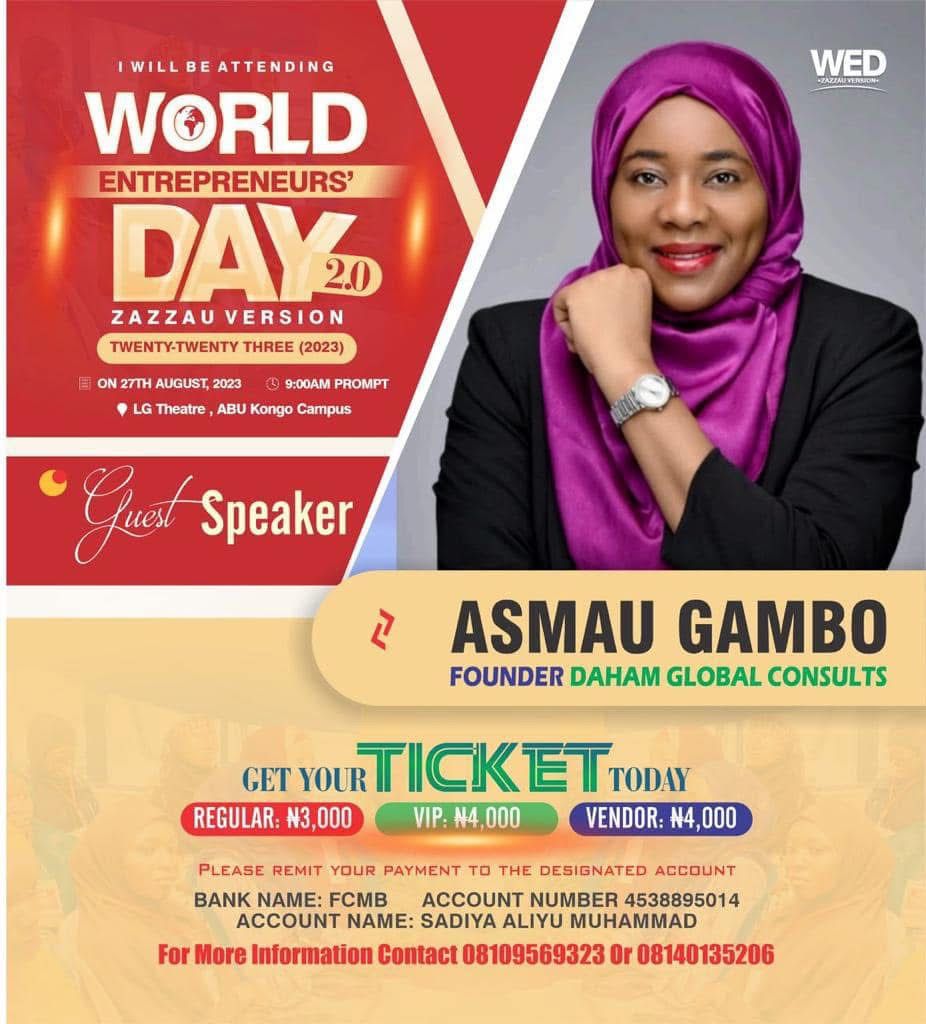 I WILL BE ATTENDING
WORLD
ENTREPRENEURS'
DAY 2.0
ZAZZAU VERSION
TWENTY-TWENTY THREE (2023)
ON 27TH AUGUST, 2023 9:00AM PROMPT
LG Theatre , ABU Kongo Campus
WED
•ZAZZAU VERSION•
Guest Speaker
ASMAU GAMBO
FOUNDER DAHAM GLOBAL CONSULTS
GET YOUR TICKET TODAY
REGULAR: ₦3,000 VIP: ₦4,000 VENDOR: ₦4,000
PLEASE REMIT YOUR PAYMENT TO THE DESIGNATED ACCOUNT
BANK NAME: FCMB ACCOUNT NUMBER 4538895014
ACCOUNT NAME: SADIYA ALIYU MUHAMMAD
For More Information Contact 08109569323 Or 08140135206